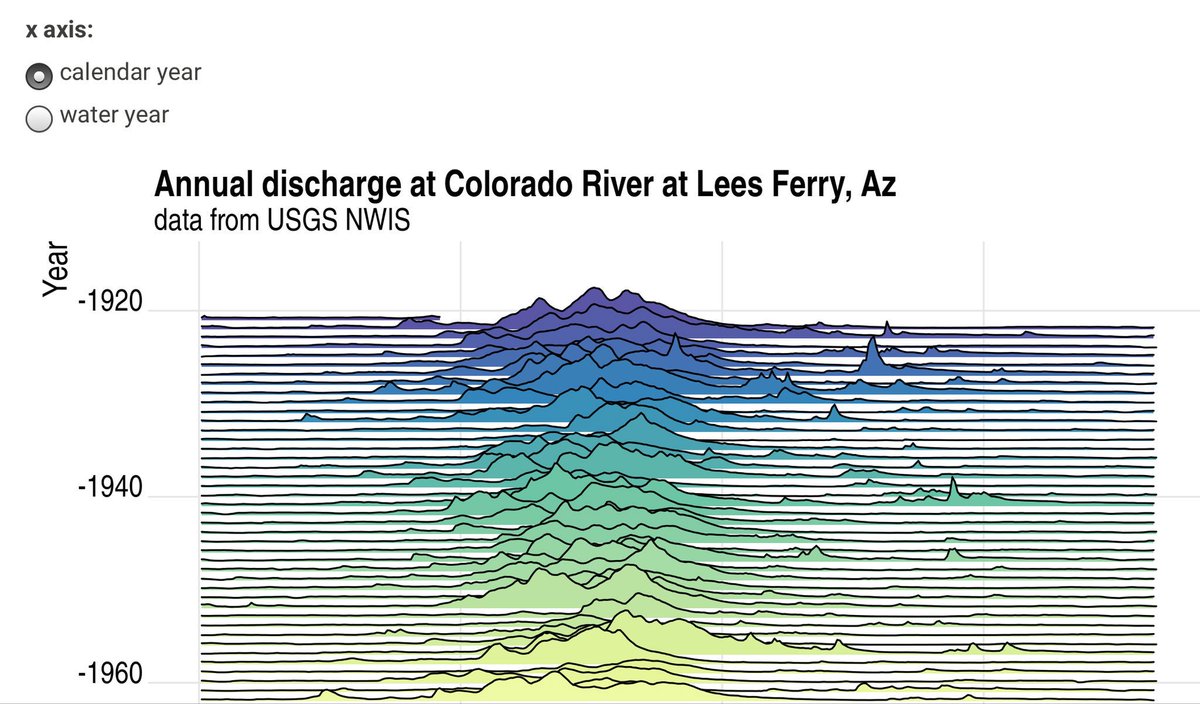 x axis:
calendar year
water year
Annual discharge at Colorado River at Lees Ferry, Az
data from USGS NWIS
Year
-1920
-1940
-1960